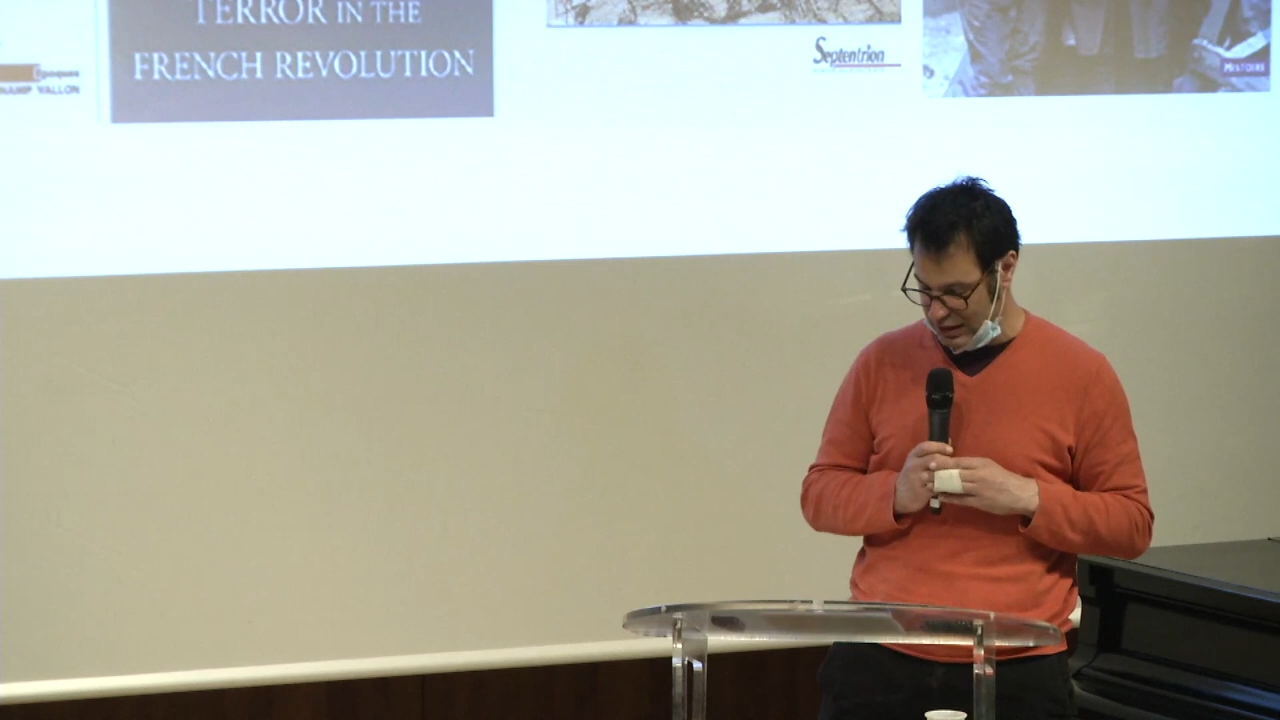 TERROR IN THE
FRENCH REVOLUTION
Époques
CHAMP VALLON
Septentrion
HISTOIRE